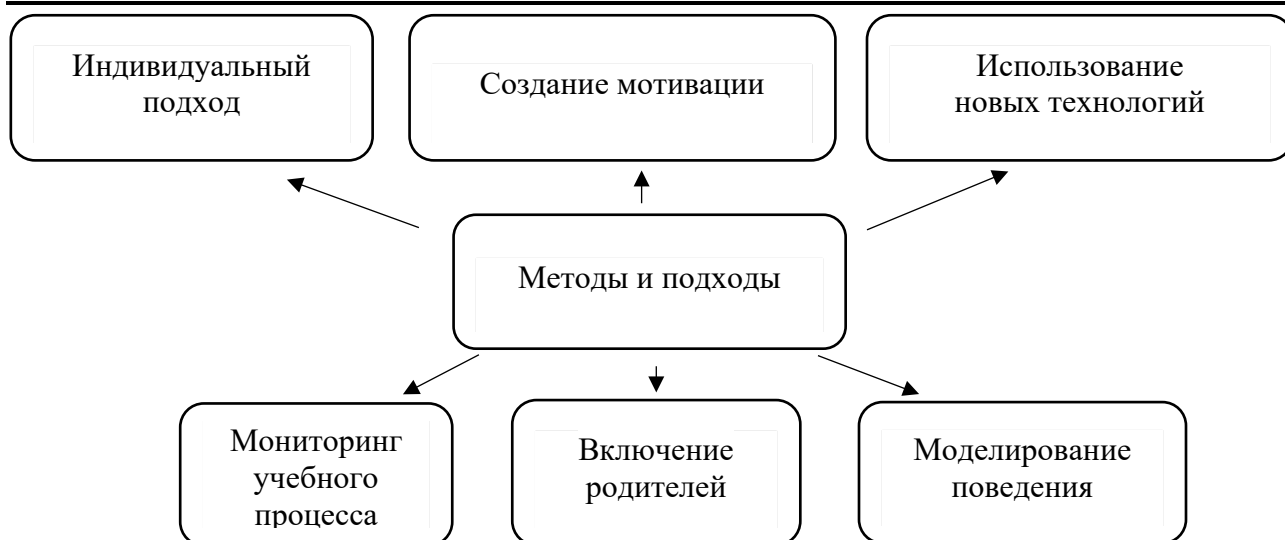 Индивидуальный
подход
Создание мотивации
Использование
новых технологий
Методы и подходы
Мониторинг
учебного
процесса
Включение
родителей
Моделирование
поведения